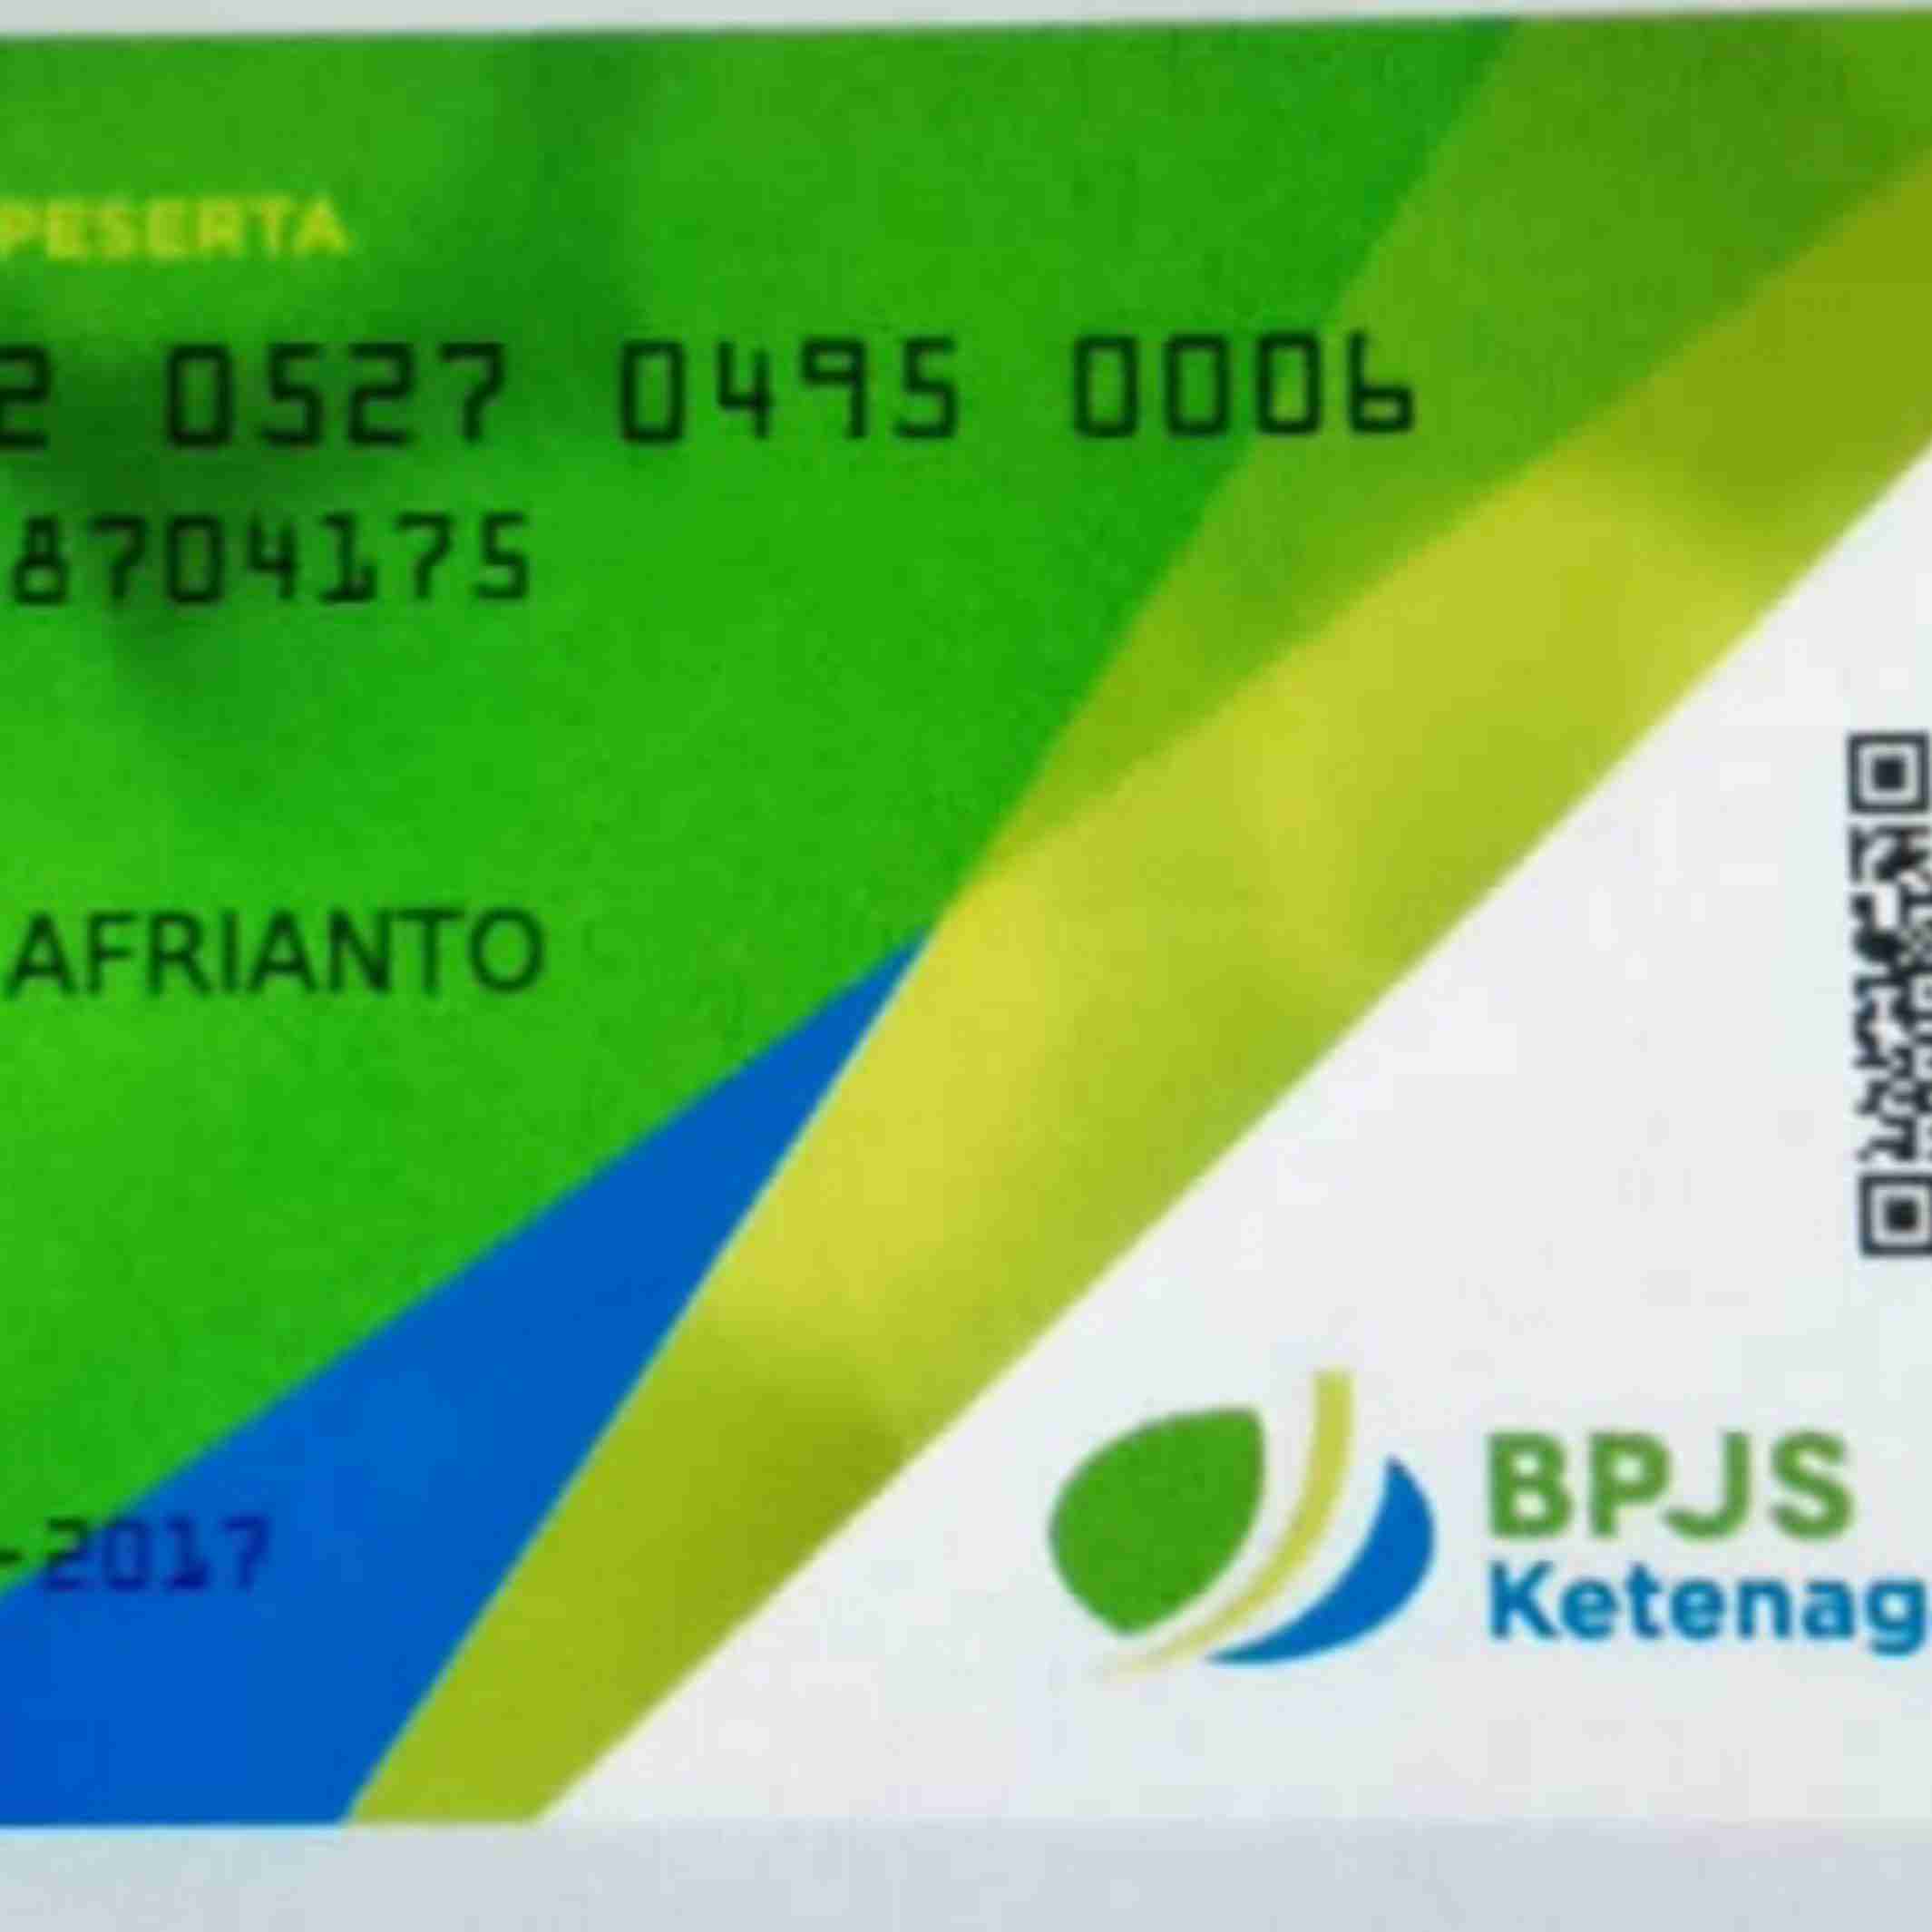 PESERTA
2 0527 0495 0006
8704175
AFRIANTO
-2017
BPJS
Ketenag